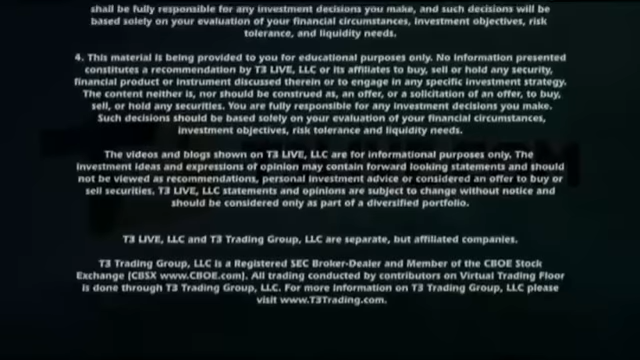 shall be fully responsible for any investment decisions you make, and such decisions will be
based solely on your evaluation of your financial circumstances, investment objectives, risk
tolerance, and liquidity needs.
4. This material is being provided to you for educational purposes only. No information presented
constitutes a recommendation by T3 LIVE, LLC or its affiliates to buy, sell or hold any security,
financial product or instrument discussed therein or to engage in any specific investment strategy.
The content neither is, nor should be construed as, an offer, or a solicitation of an offer, to buy,
sell, or hold any securities. You are fully responsible for any investment decisions you make.
Such decisions should be based solely on your evaluation of your financial circumstances,
investment objectives, risk tolerance and liquidity needs.
The videos and blogs shown on T3 LIVE, LLC are for informational purposes only. The
investment ideas and expressions of opinion may contain forward looking statements and should
not be viewed as recommendations, personal investment advice or considered an offer to buy or
sell securities. T3 LIVE, LLC statements and opinions are subject to change without notice and
should be considered only as part of a diversified portfolio.
T3 LIVE, LLC and T3 Trading Group, LLC are separate, but affiliated companies.
T3 Trading Group, LLC is a Registered SEC Broker-Dealer and Member of the CBOE Stock
Exchange [CBSX www.CBOE.com]. All trading conducted by contributors on Virtual Trading Floor
is done through T3 Trading Group, LLC. For more information on T3 Trading Group, LLC please
visit www.T3Trading.com.